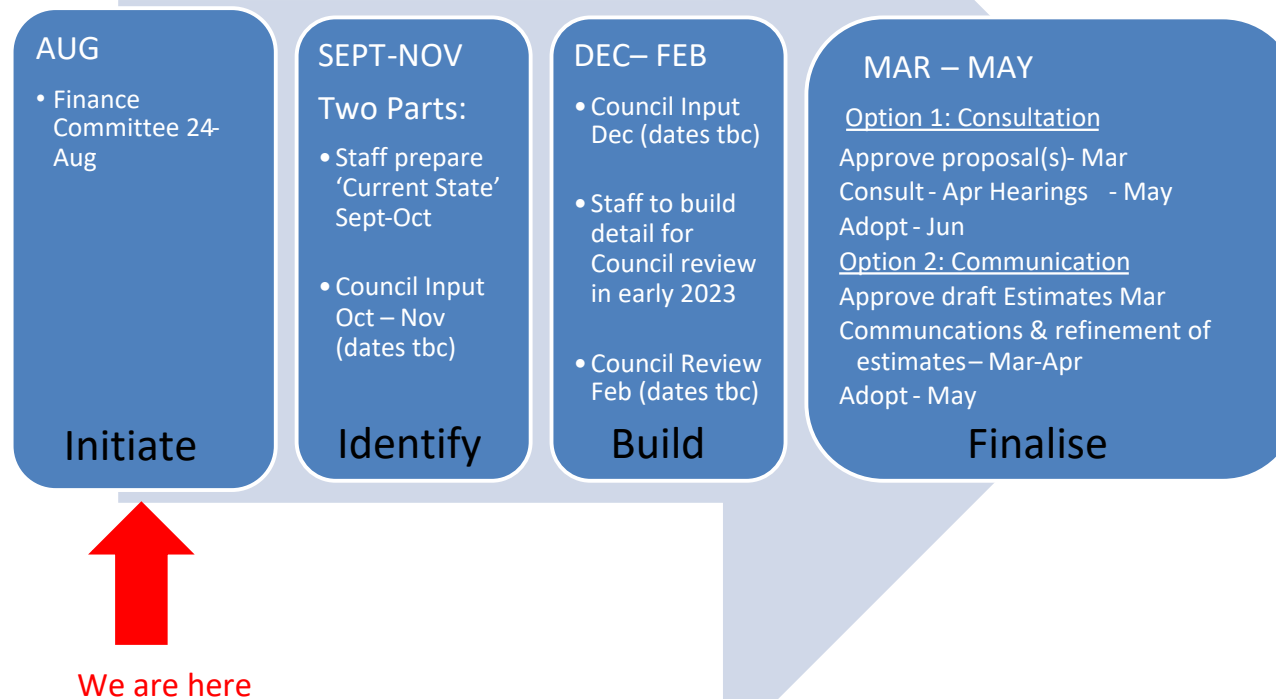 AUG
• Finance
Committee 24-
Aug
Initiate
SEPT-NOV
Two Parts:
• Staff prepare
‘Current State’
Sept-Oct
• Council Input
Oct – Nov
(dates tbc)
Identify
DEC– FEB
• Council Input
Dec (dates tbc)
• Staff to build
detail for
Council review
in early 2023
• Council Review
Feb (dates tbc)
Build
MAR – MAY
Option 1: Consultation
Approve proposal(s)- Mar
Consult - Apr Hearings - May
Adopt - Jun
Option 2: Communication
Approve draft Estimates Mar
Communcations & refinement of
estimates – Mar-Apr
Adopt - May
Finalise
We are here